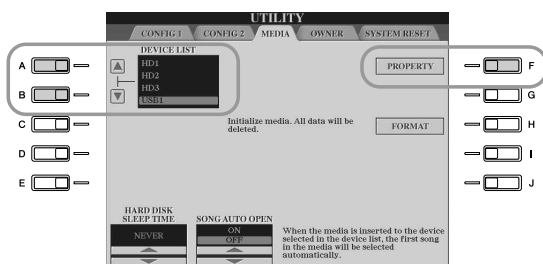 UTILITY
CONFIG 1 CONFIG 2 MEDIA OWNER SYSTEM RESET
DEVICE LIST
A HD1 PROPERTY F
HD2
B HD3 G
USB1
C Initialize media. All data will be deleted. FORMAT H
D I
E J
HARD DISK SLEEP TIME
NEVER
SONG AUTO OPEN
ON
OFF
When the media is inserted to the device
selected in the device list, the first song
in the media will be selected
automatically.